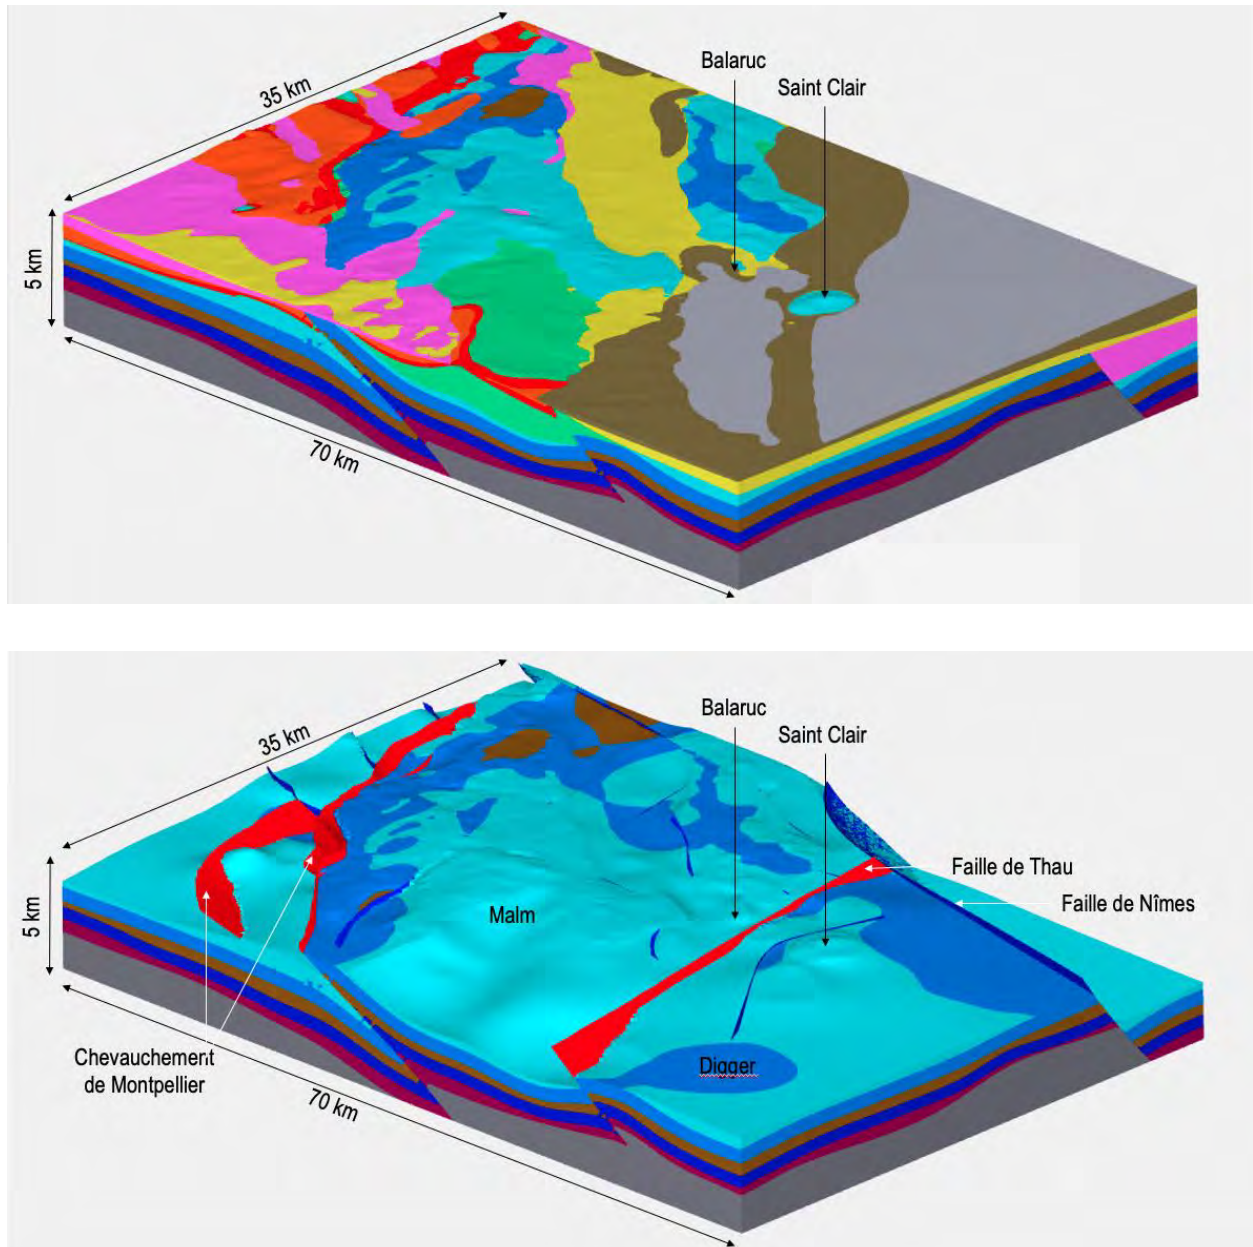 35 km
Balaruc
Saint Clair
5 km
70 km
35 km
Balaruc
Saint Clair
Faille de Thau
Faille de Nîmes
Malm
5 km
Digger
Chevauchement
de Montpellier
70 km